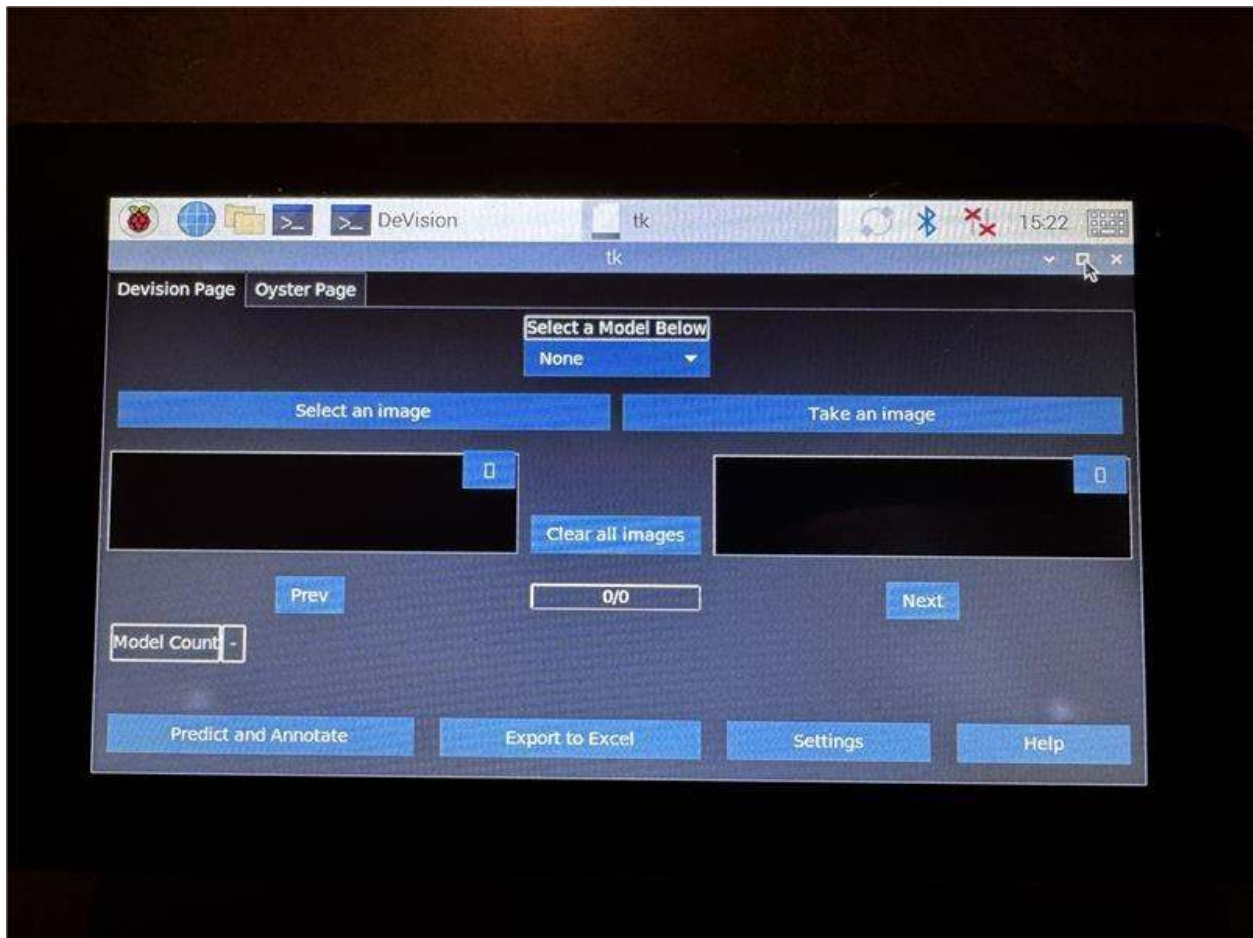 DeVision tk 15:22
tk
Devision Page Oyster Page
Select a Model Below
None
Select an image Take an image
Clear all images
Prev 0/0 Next
Model Count -
Predict and Annotate Export to Excel Settings Help